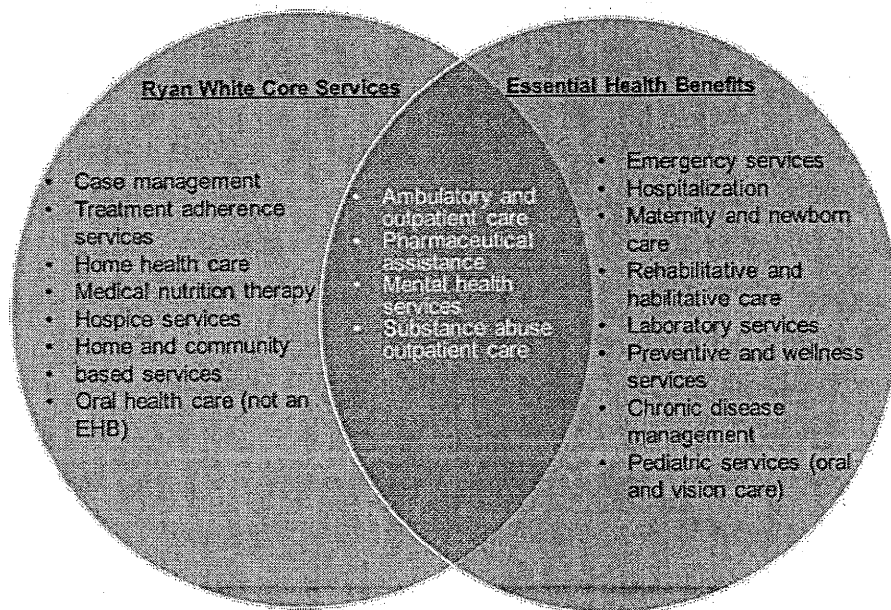 Ryan White Core Services
• Case management
• Treatment adherence
services
• Home health care
• Medical nutrition therapy
• Hospice services
• Home and community
• based services
• Oral health care (not an
EHB)
• Ambulatory and
outpatient care
• Pharmaceutical
assistance
• Mental health
services
• Substance abuse
outpatient care
Essential Health Benefits
• Emergency services
• Hospitalization
• Maternity and newborn
care
• Rehabilitative and
habilitative care
• Laboratory services
• Preventive and wellness
services
• Chronic disease
management
• Pediatric services (oral
and vision care)